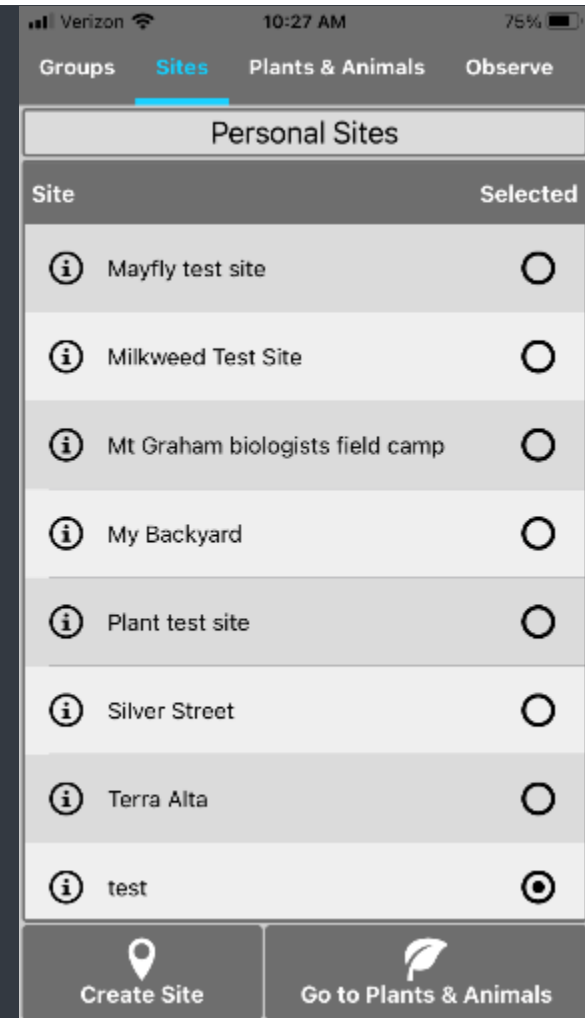 Verizon 10:27 AM 75%
Groups Sites Plants & Animals Observe
Personal Sites
Site Selected
Mayfly test site
Milkweed Test Site
Mt Graham biologists field camp
My Backyard
Plant test site
Silver Street
Terra Alta
test
Create Site Go to Plants & Animals